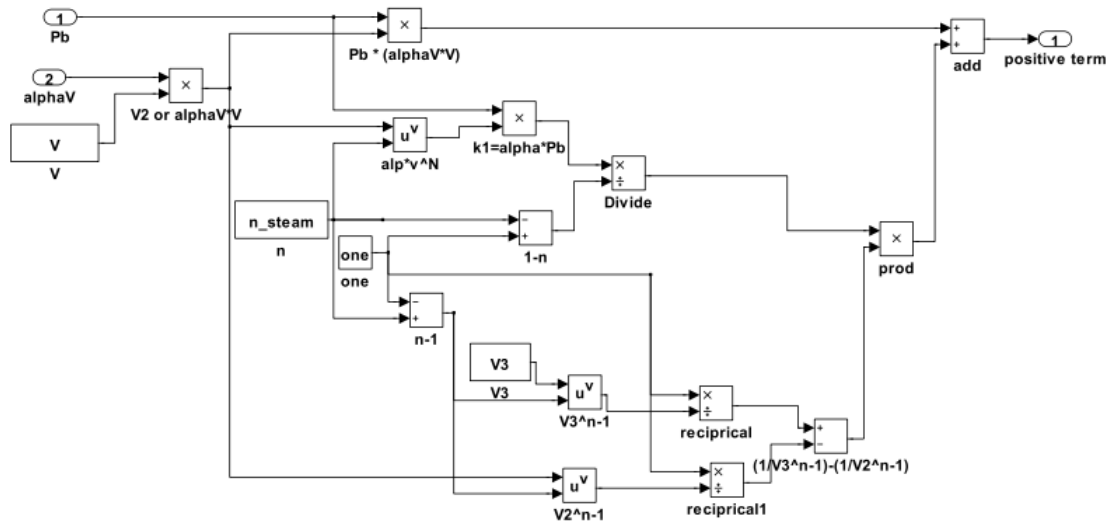 1
Pb
×
Pb * (alphaV*V)
+
+
add
1
positive term
2
alphaV
×
V2 or alphaV*V
V
V
u^v
alp*v^N
×
k1=alpha*Pb
×
÷
Divide
n_steam
n
−
+
1-n
×
prod
one
one
−
+
n-1
V3
V3
u^v
V3^n-1
×
÷
reciprical
+
−
(1/V3^n-1)-(1/V2^n-1)
u^v
V2^n-1
×
÷
reciprical1